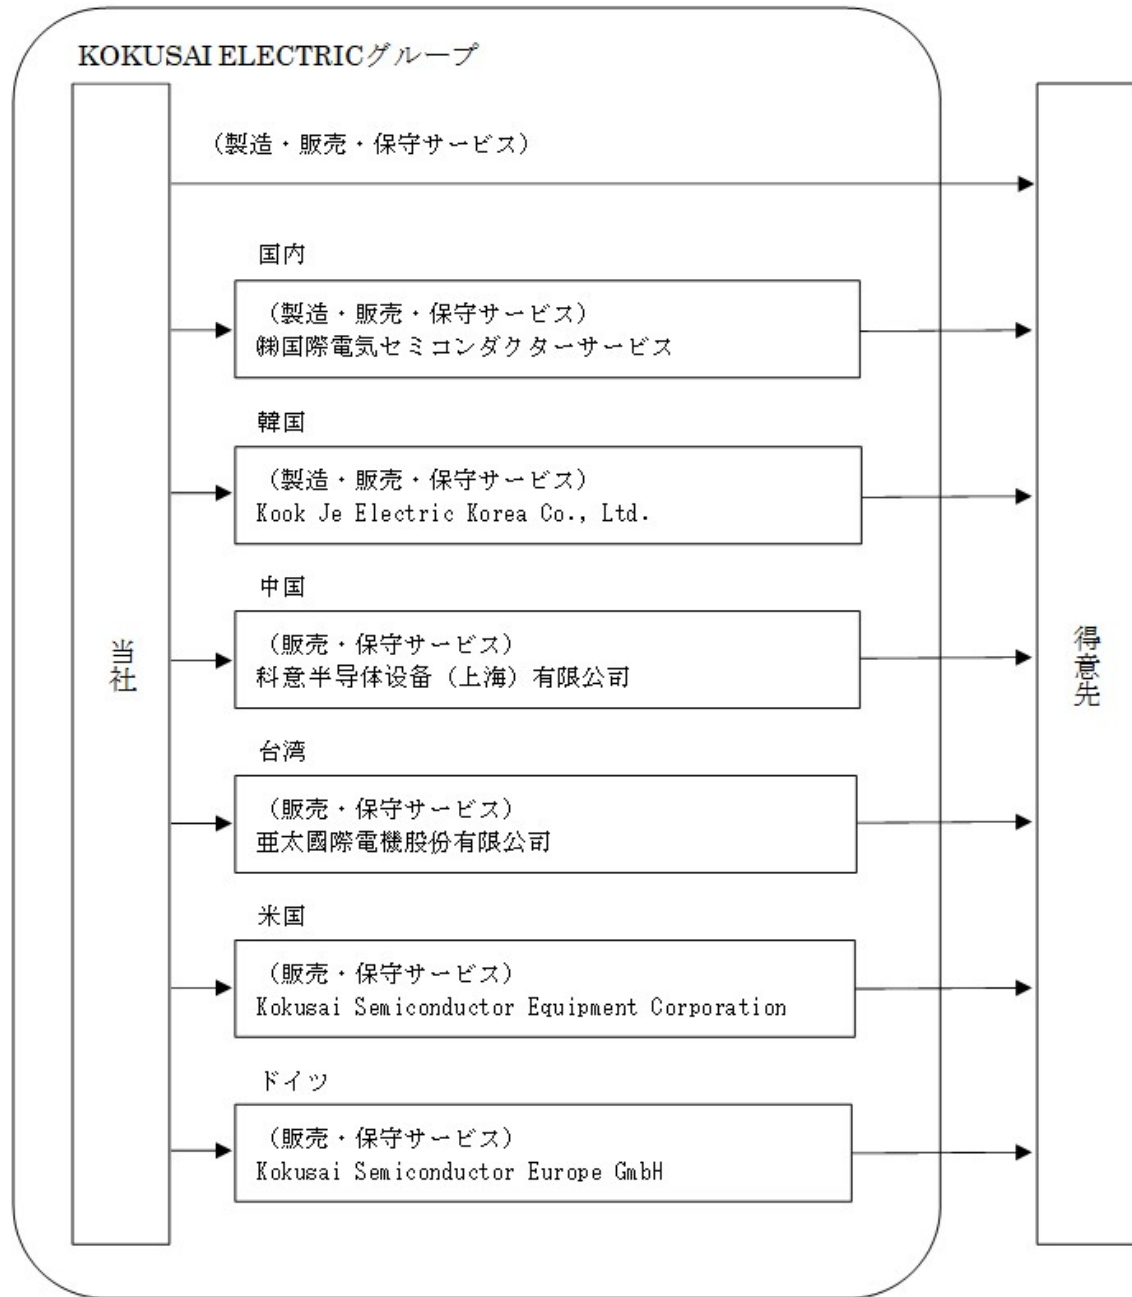 KOKUSAI ELECTRICグループ
（製造・販売・保守サービス）
国内
（製造・販売・保守サービス）
㈱国際電気セミコンダクターサービス
韓国
（製造・販売・保守サービス）
Kook Je Electric Korea Co., Ltd.
中国
（販売・保守サービス）
科意半导体设备（上海）有限公司
台湾
（販売・保守サービス）
亜太國際電機股份有限公司
米国
（販売・保守サービス）
Kokusai Semiconductor Equipment Corporation
ドイツ
（販売・保守サービス）
Kokusai Semiconductor Europe GmbH
当社
得意先